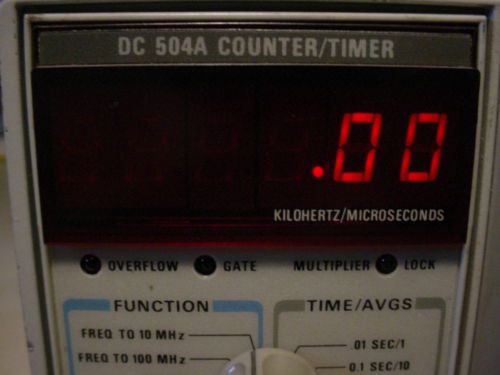 DC 504A COUNTER/TIMER
.00
KILOHERTZ/MICROSECONDS
OVERFLOW GATE MULTIPLIER LOCK
FUNCTION TIME/AVGS
FREQ TO 10 MHz .01 SEC/1
FREQ TO 100 MHz 0.1 SEC/10